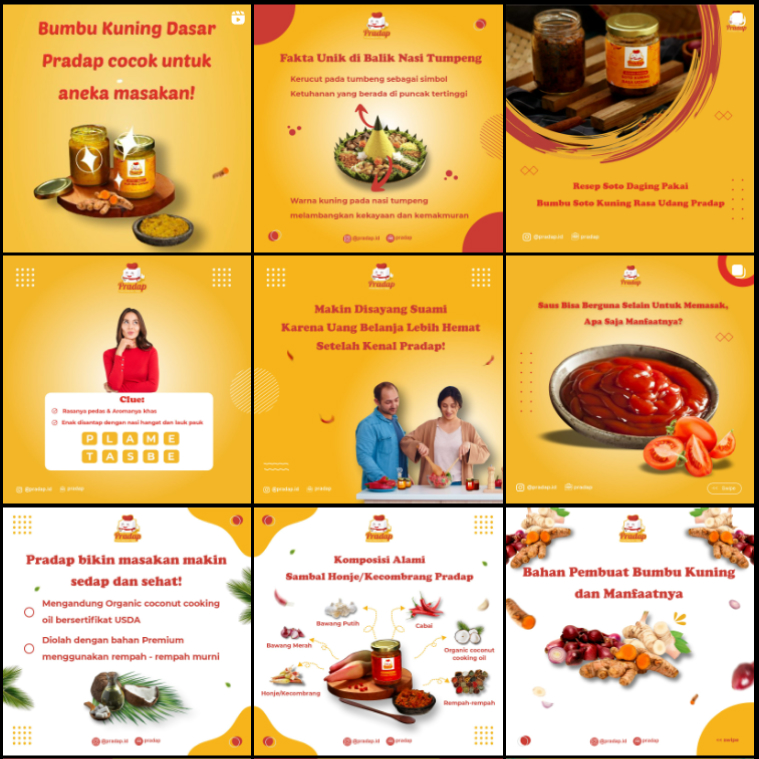 Bumbu Kuning Dasar
Pradap cocok untuk
aneka masakan!
Pradap
Fakta Unik di Balik Nasi Tumpeng
Kerucut pada tumbeng sebagai simbol
Ketuhanan yang berada di puncak tertinggi
Warna kuning pada nasi tumpeng
melambangkan kekayaan dan kemakmuran
@pradap.id pradap
Pradap
Resep Soto Daging Pakai
Bumbu Soto Kuning Rasa Udang Pradap
@pradap.id pradap
Pradap
Clue:
Rasanya pedas & Aromanya khas
Enak disantap dengan nasi hangat dan lauk pauk
PLAME
TASBE
@pradap.id pradap
Makin Disayang Suami
Karena Uang Belanja Lebih Hemat
Setelah Kenal Pradap!
@pradap.id pradap
Pradap
Saus Bisa Berguna Selain Untuk Memasak,
Apa Saja Manfaatnya?
@pradap.id pradap
Pradap
Pradap bikin masakan makin
sedap dan sehat!
Mengandung Organic coconut cooking
oil bersertifikat USDA
Diolah dengan bahan Premium
menggunakan rempah - rempah murni
@pradap.id pradap
Pradap
Komposisi Alami
Sambal Honje/Kecombrang Pradap
Bawang Putih
Cabai
Bawang Merah
Organic coconut
cooking oil
Honje/Kecombrang
Rempah-rempah
@pradap.id pradap
Pradap
Bahan Pembuat Bumbu Kuning
dan Manfaatnya
@pradap.id pradap
swipe